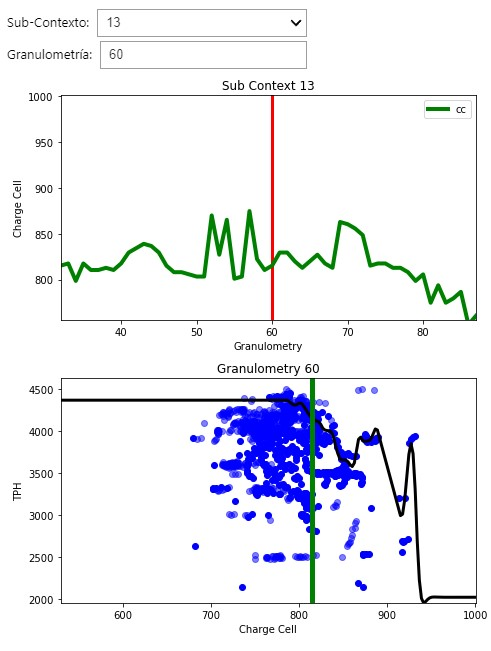 Sub-Contexto: 13
Granulometría: 60
Sub Context 13
1000
950
900
850
800
Charge Cell
cc
40 50 60 70 80
Granulometry
Granulometry 60
4500
4000
3500
3000
2500
2000
TPH
600 700 800 900 1000
Charge Cell